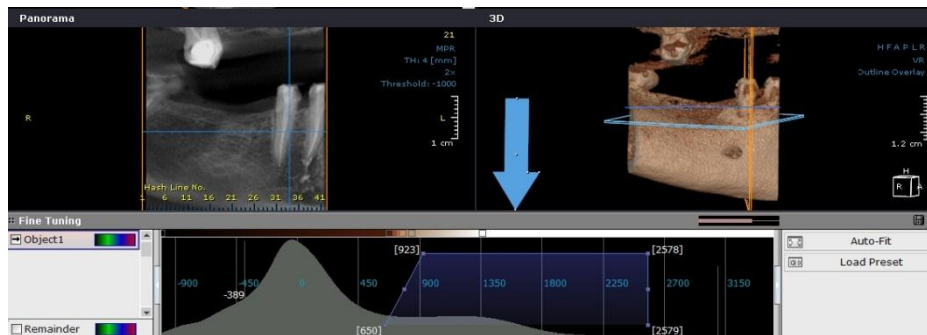 Panorama
3D
21
MPR
TH: 4 [mm]
2x
Threshold: -1000
R
L
1 cm
Hash Line No.
1 6 11 16 21 26 31 36 41
H F A P L R
VR
Outline Overlay
1.2 cm
H
R A
Fine Tuning
Object1
Remainder
[923]
[2578]
-900 -450 0 450 900 1350 1800 2250 2700 3150
-389
[650]
[2579]
Auto-Fit
Load Preset